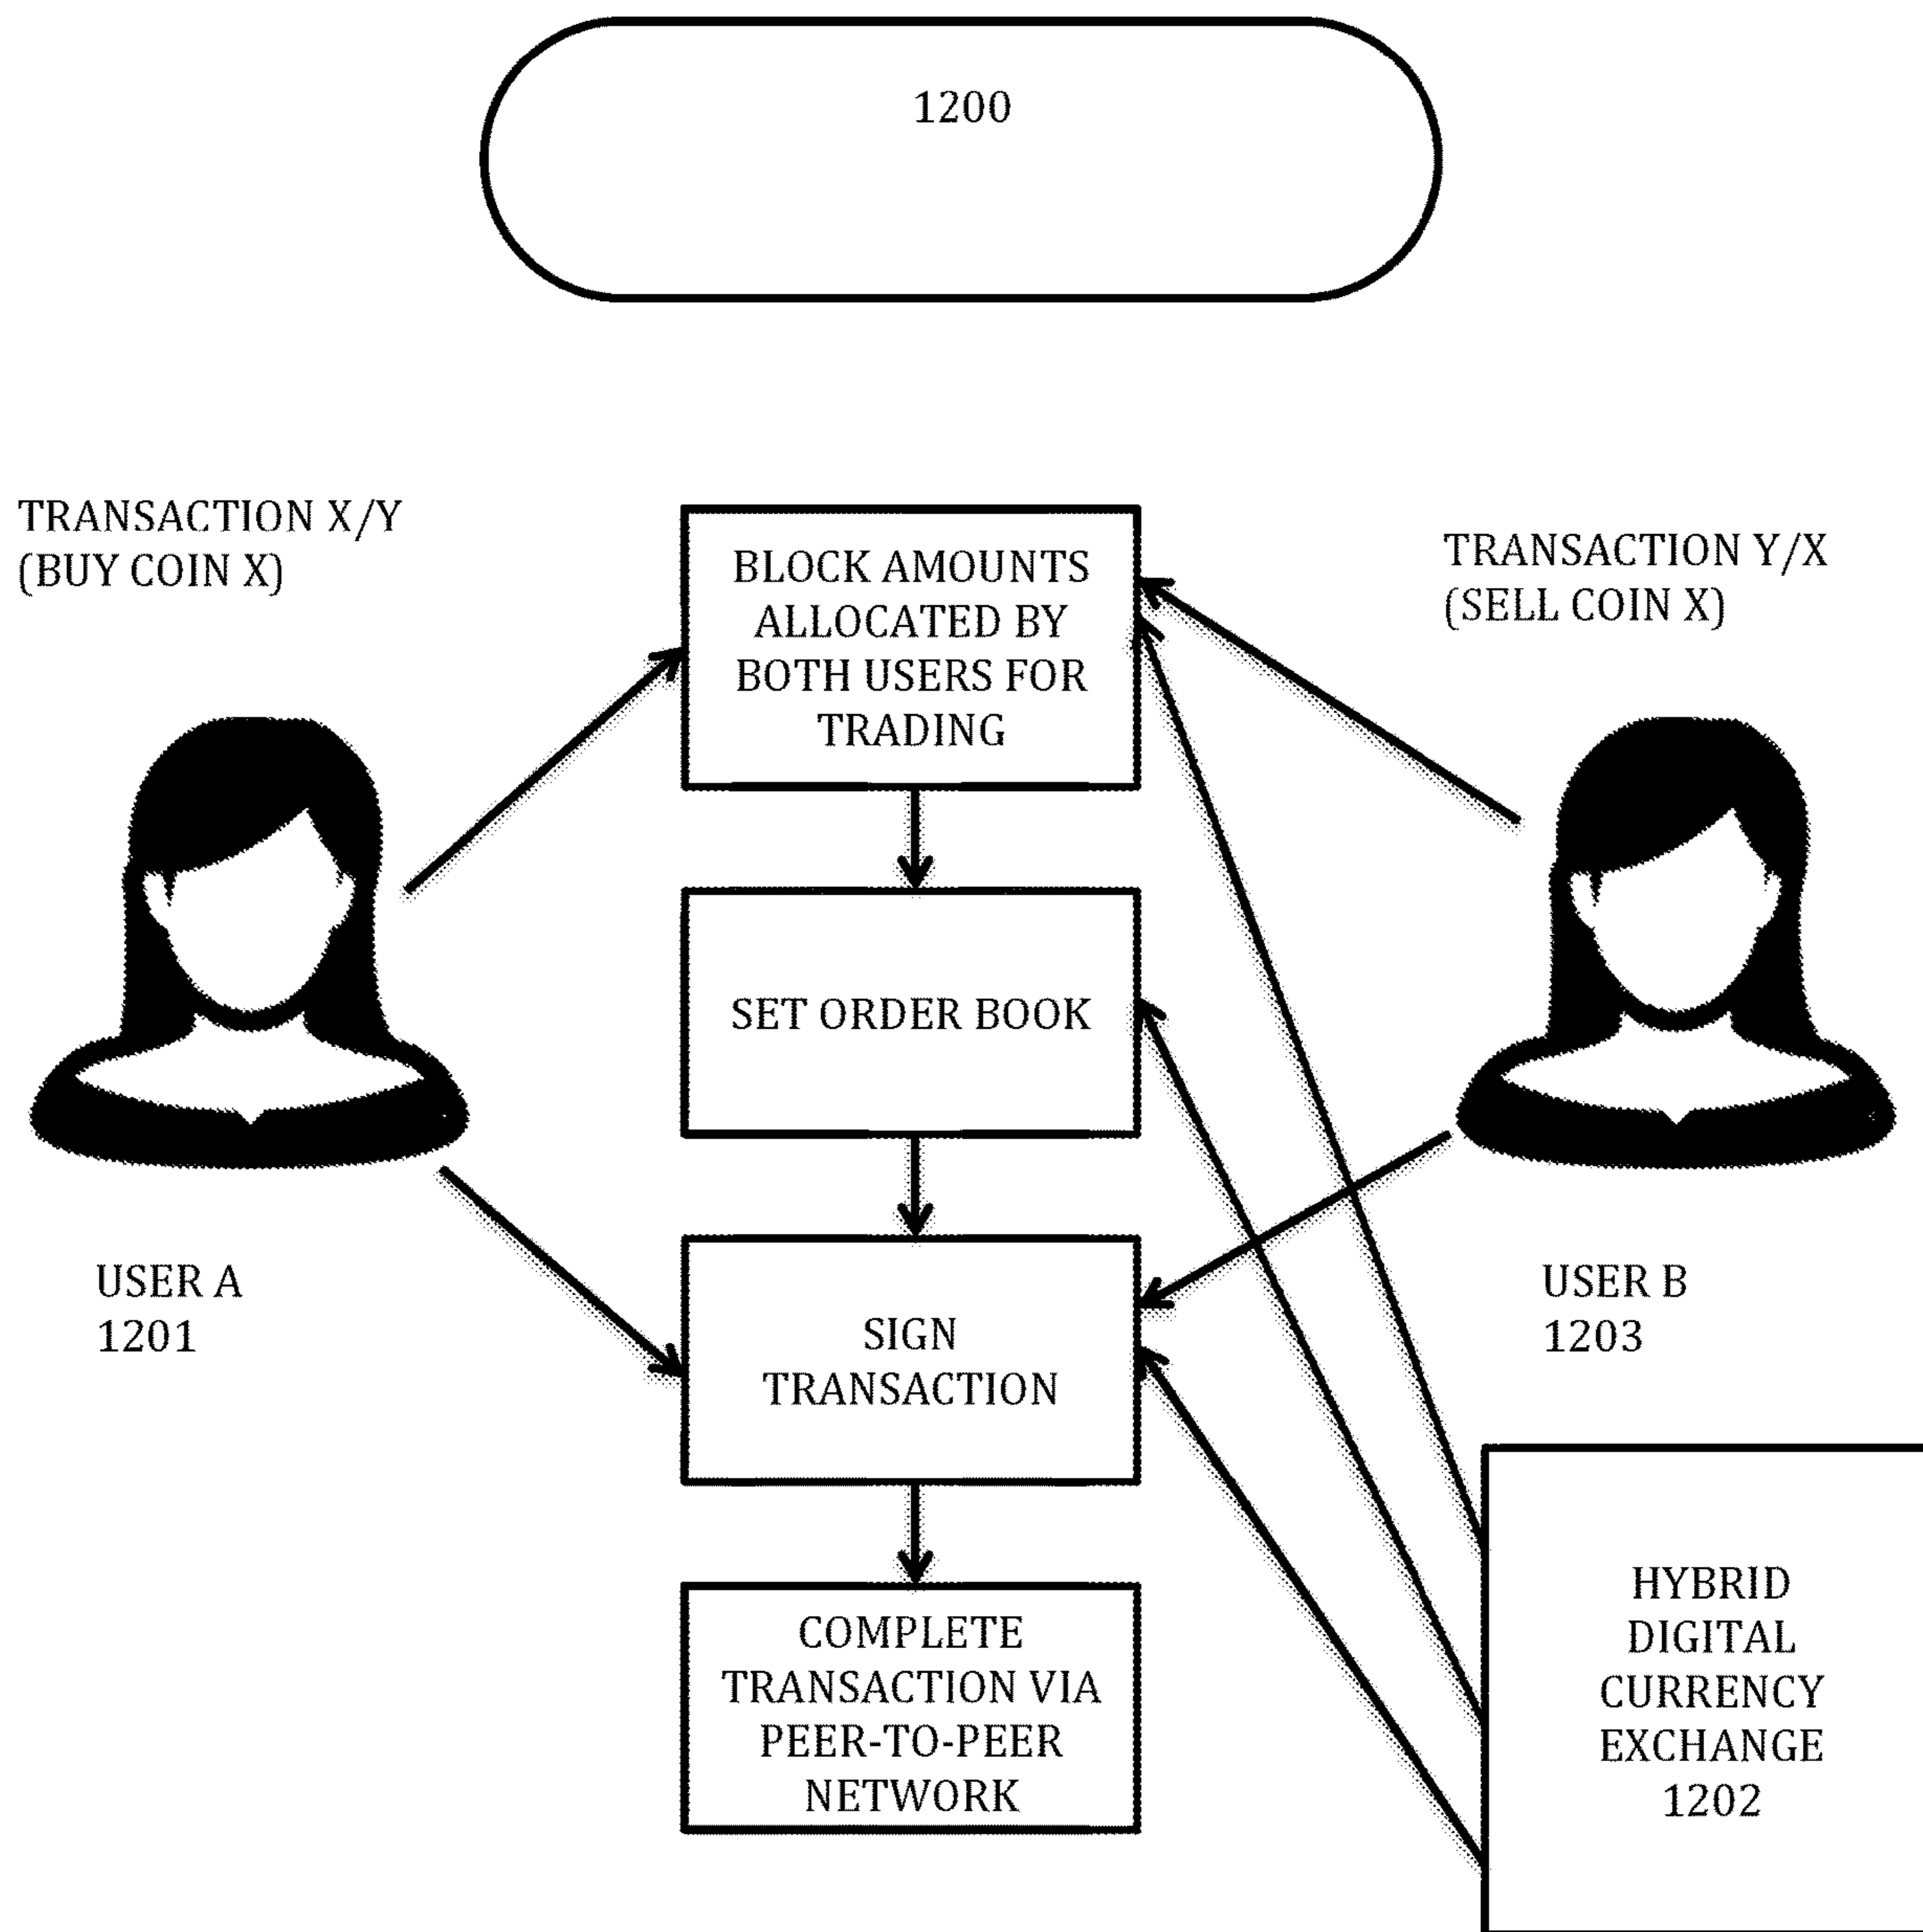 1200
TRANSACTION X/Y
(BUY COIN X)
BLOCK AMOUNTS
ALLOCATED BY
BOTH USERS FOR
TRADING
TRANSACTION Y/X
(SELL COIN X)
SET ORDER BOOK
USER A
1201
SIGN
TRANSACTION
USER B
1203
COMPLETE
TRANSACTION VIA
PEER-TO-PEER
NETWORK
HYBRID
DIGITAL
CURRENCY
EXCHANGE
1202